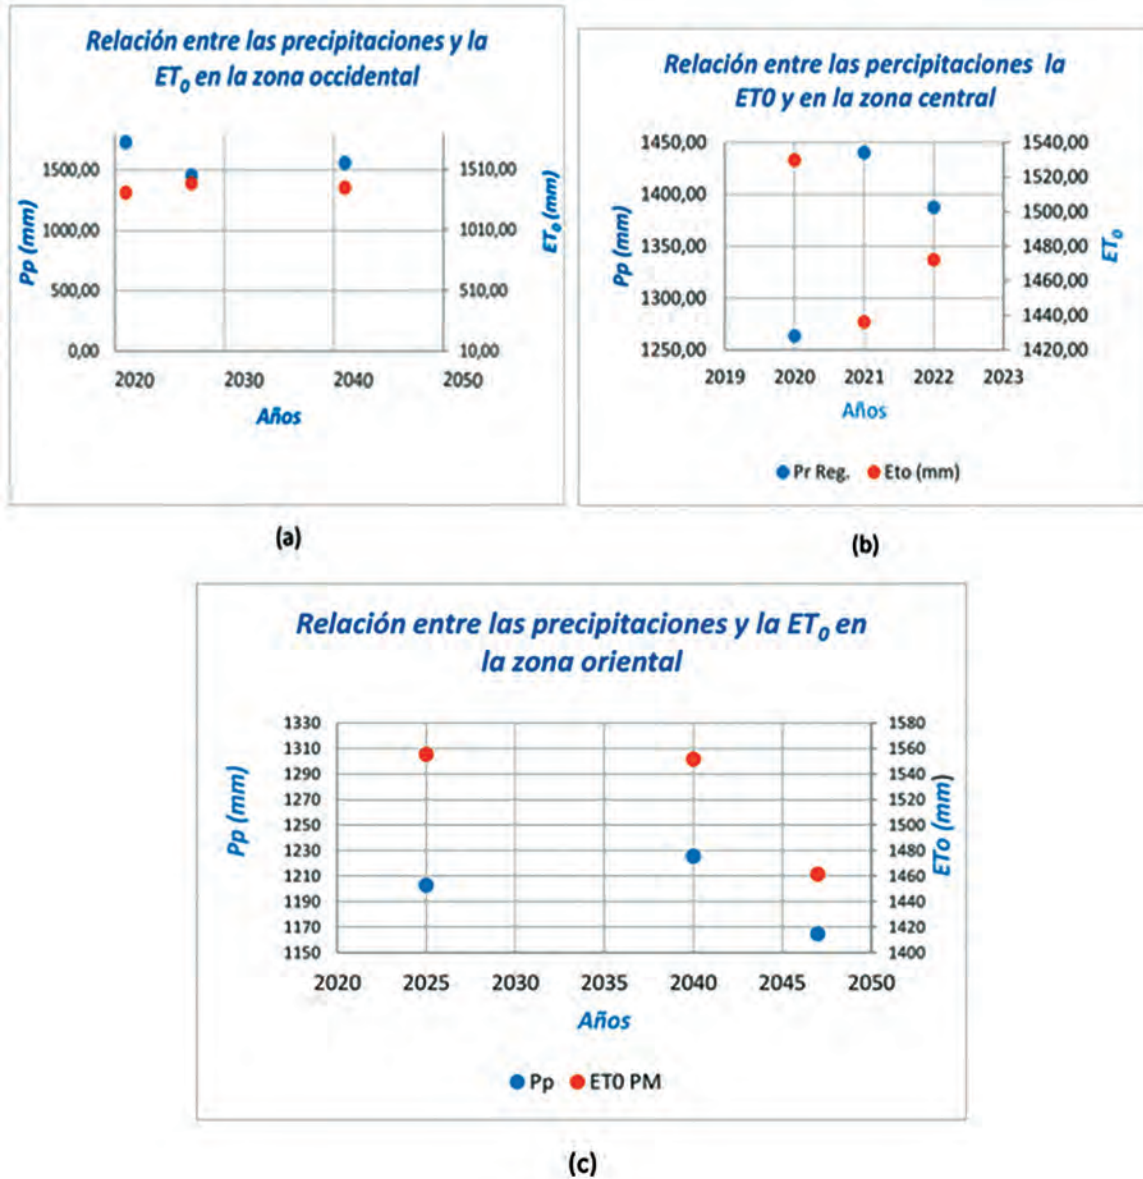 Relación entre las precipitaciones y la
ET₀ en la zona occidental
Pp (mm)
1500,00
1000,00
500,00
0,00
1510,00
1010,00
510,00
10,00
ET₀ (mm)
2020 2030 2040 2050
Años
(a)
Relación entre las percipitaciones la
ET0 y en la zona central
Pp (mm)
1450,00
1400,00
1350,00
1300,00
1250,00
1540,00
1520,00
1500,00
1480,00
1460,00
1440,00
1420,00
ET₀
2019 2020 2021 2022 2023
Años
Pr Reg. Eto (mm)
(b)
Relación entre las precipitaciones y la ET₀ en
la zona oriental
Pp (mm)
1330
1310
1290
1270
1250
1230
1210
1190
1170
1150
1580
1560
1540
1520
1500
1480
1460
1440
1420
1400
ETo (mm)
2020 2025 2030 2035 2040 2045 2050
Años
Pp ET0 PM
(c)